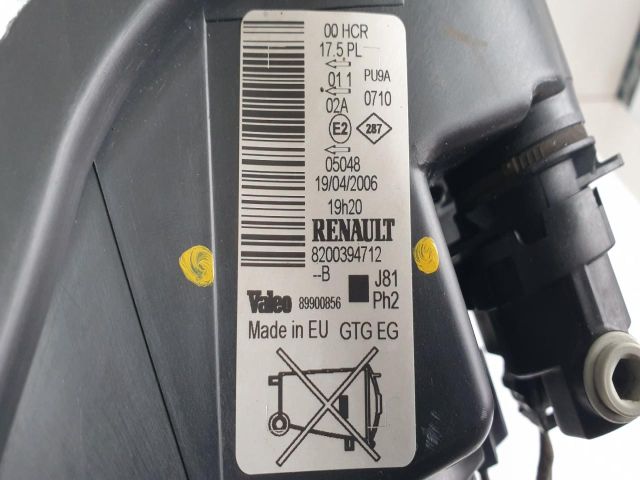 00 HCR
17.5 PL
01 1 PU9A
02A 0710
E2 287
05048
19/04/2006
19h20
RENAULT
8200394712
--B J81
Valeo 89900856 Ph2
Made in EU GTG EG